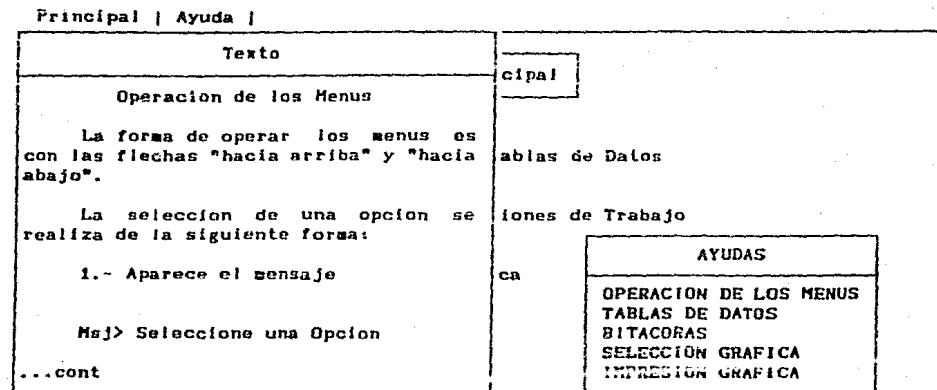 Principal | Ayuda |
Texto
Operacion de los Menus
La forma de operar los menus es
con las flechas "hacia arriba" y "hacia
abajo".
La seleccion de una opcion se
realiza de la siguiente forma:
1.- Aparece el mensaje
Msj> Seleccione una Opcion
...cont
cipal
ablas de Datos
iones de Trabajo
ca
AYUDAS
OPERACION DE LOS MENUS
TABLAS DE DATOS
BITACORAS
SELECCION GRAFICA
IMPRESION GRAFICA